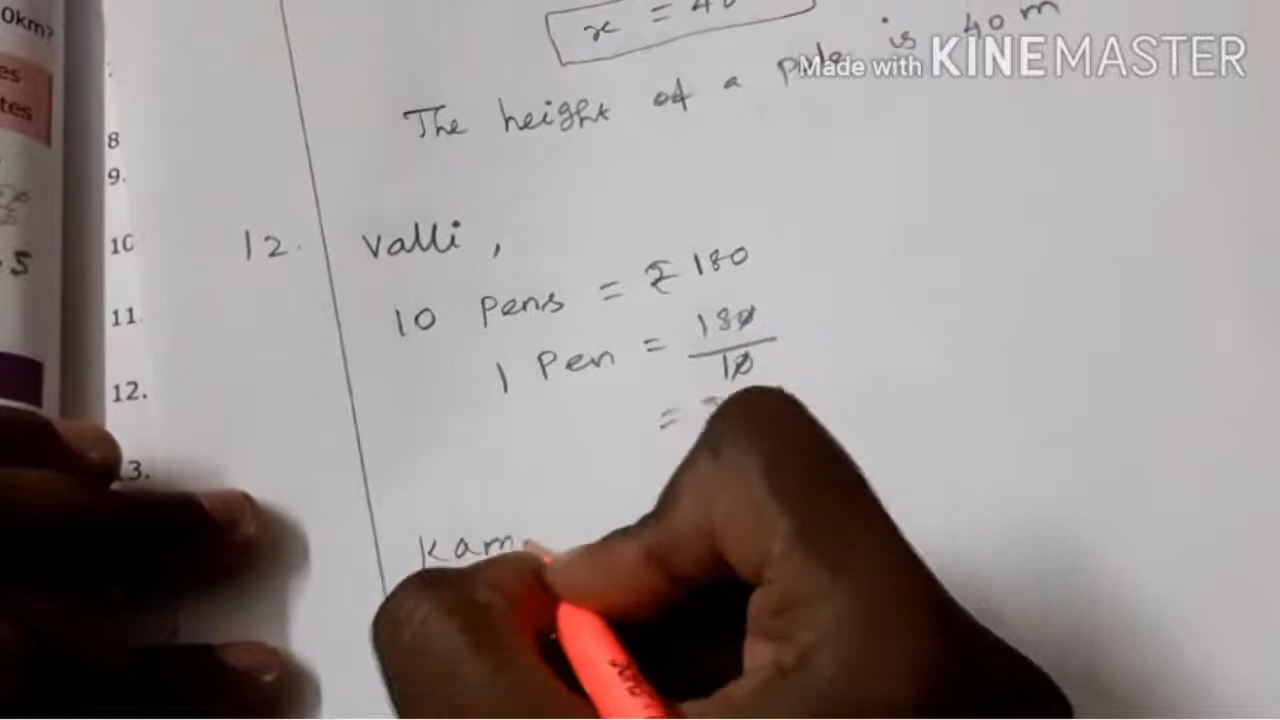 0km?
es
tes
8
9.
10
11.
12.
13.
5
x = 40
The height of a pole is 40 m
Made with KINEMASTER
12. Valli,
10 Pens = ₹ 180
1 Pen = 180
10
=
Kam